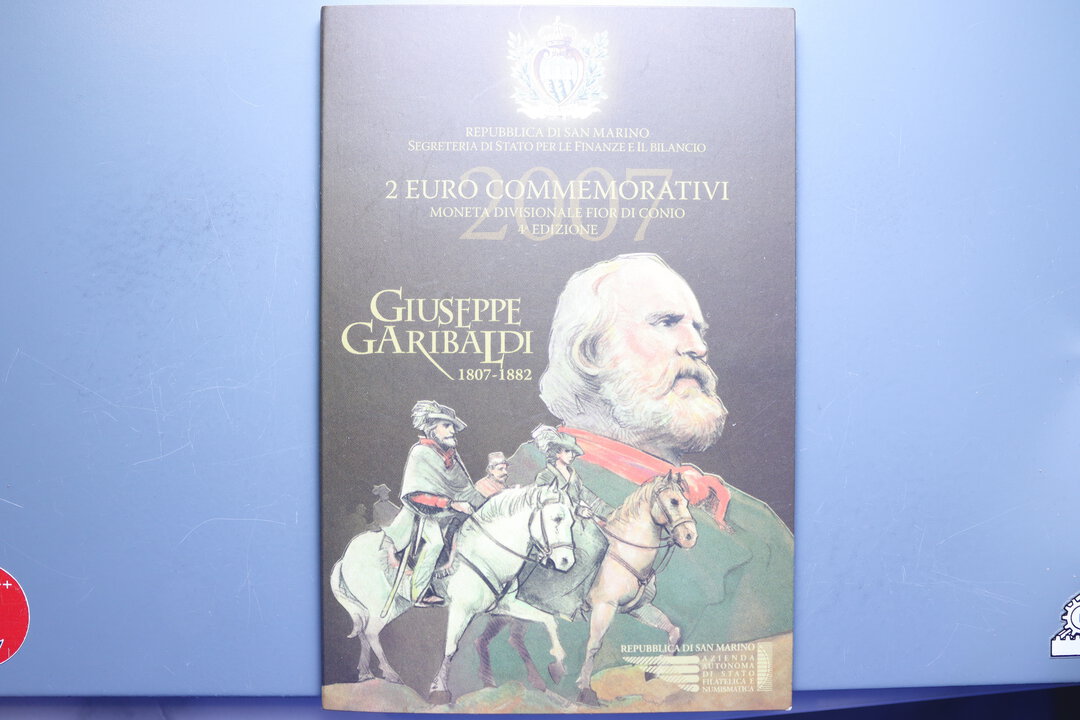 REPUBBLICA DI SAN MARINO
SEGRETERIA DI STATO PER LE FINANZE E IL BILANCIO
2007
2 EURO COMMEMORATIVI
MONETA DIVISIONALE FIOR DI CONIO
4ª EDIZIONE
GIUSEPPE
GARIBALDI
1807-1882
REPUBBLICA DI SAN MARINO
AZIENDA
AUTONOMA
DI STATO
FILATELICA E
NUMISMATICA
++